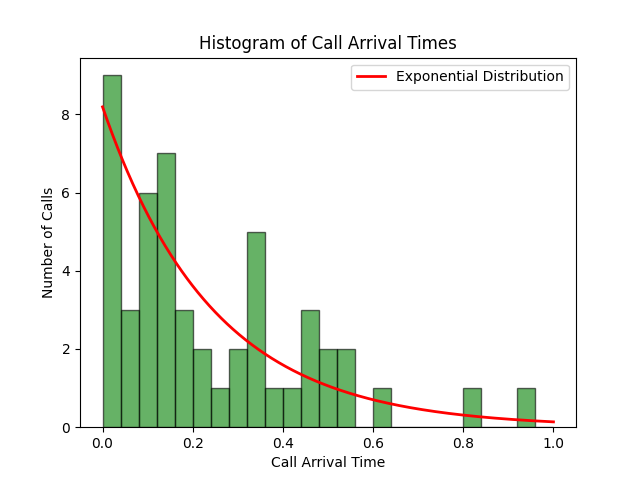 Histogram of Call Arrival Times
Exponential Distribution
Number of Calls
8
6
4
2
0
0.0 0.2 0.4 0.6 0.8 1.0
Call Arrival Time